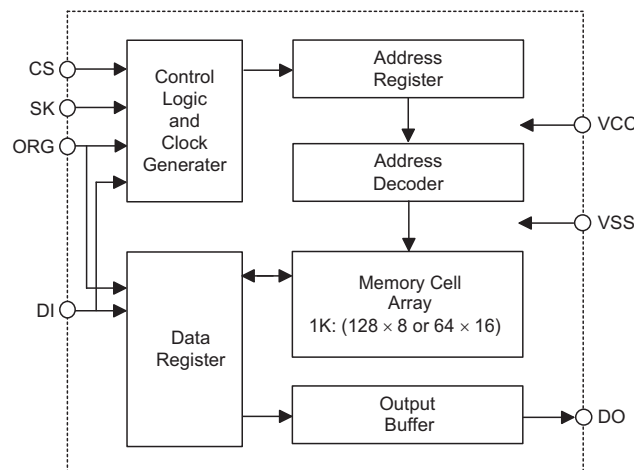 CS
SK
ORG
DI
Control
Logic
and
Clock
Generater
Address
Register
Address
Decoder
VCC
VSS
Data
Register
Memory Cell
Array
1K: (128 × 8 or 64 × 16)
Output
Buffer
DO